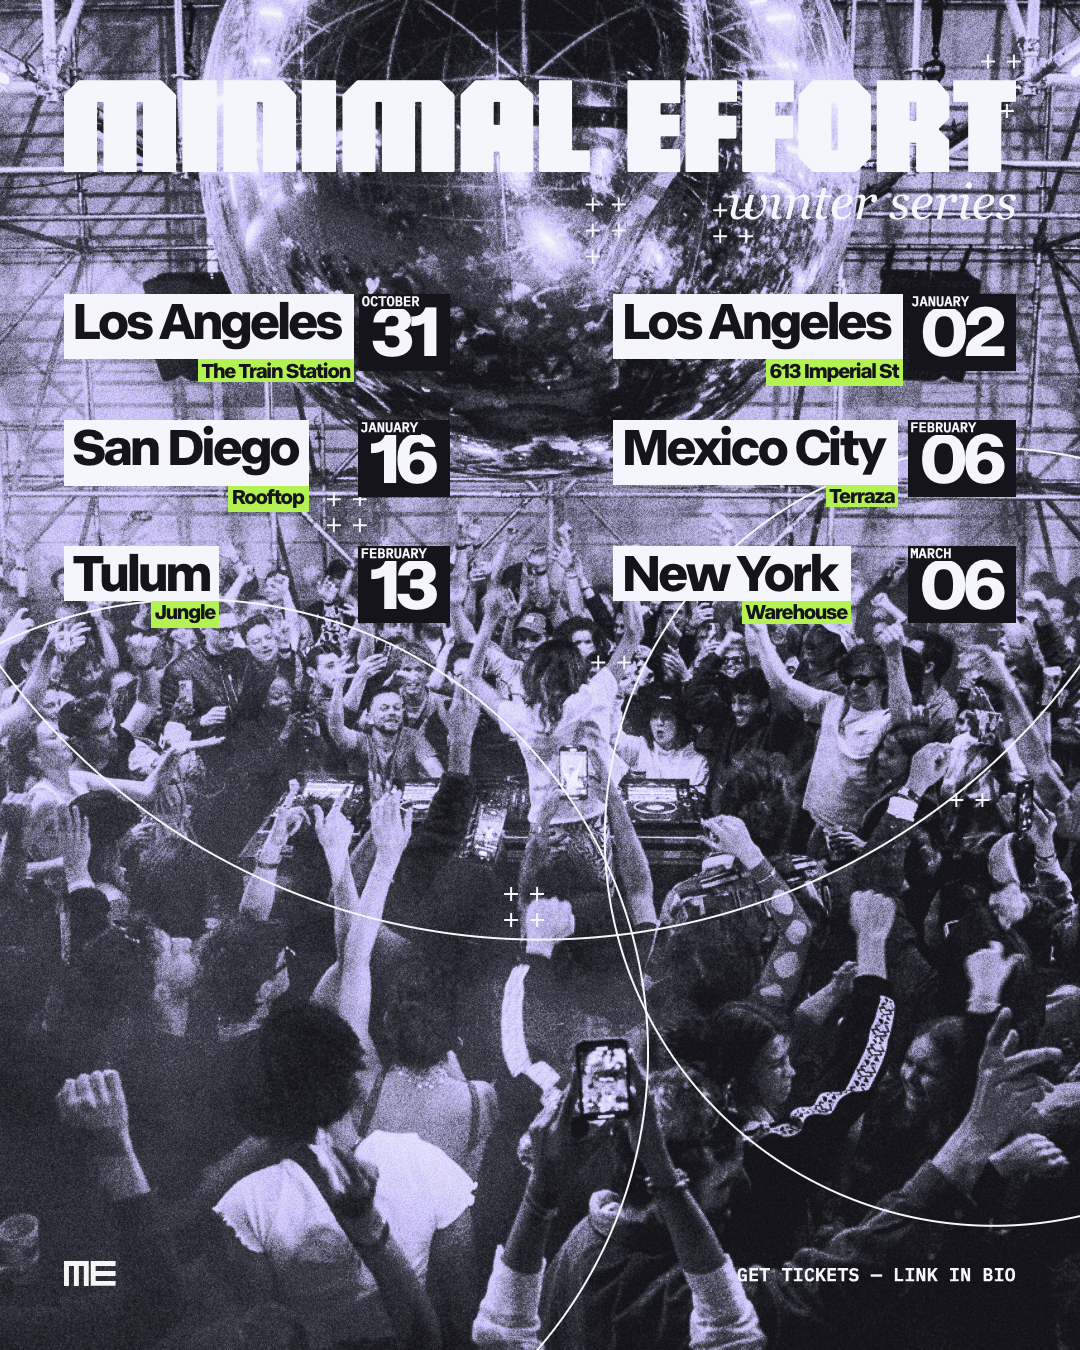 MINIMAL EFFORT
winter series
Los Angeles
OCTOBER
31
The Train Station
Los Angeles
JANUARY
02
613 Imperial St
San Diego
JANUARY
16
Rooftop
Mexico City
FEBRUARY
06
Terraza
Tulum
FEBRUARY
13
Jungle
New York
MARCH
06
Warehouse
ME
GET TICKETS — LINK IN BIO